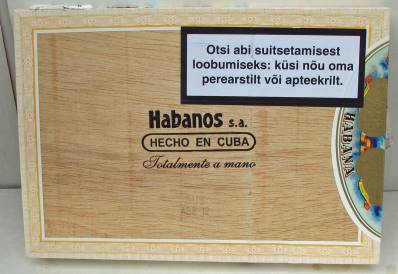 Otsi abi suitsetamisest
loobumiseks: küsi nõu oma
perearstilt või apteekrilt.
Habanos s.a.
HECHO EN CUBA
Totalmente a mano
HABANA